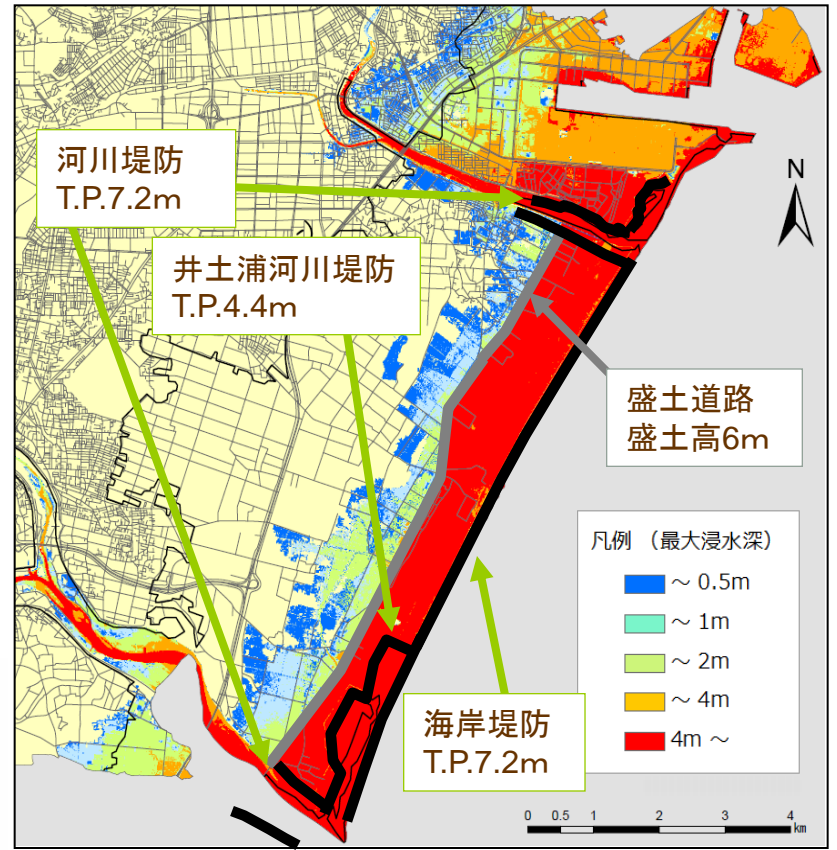 河川堤防
T.P.7.2m
井土浦河川堤防
T.P.4.4m
N
盛土道路
盛土高6m
凡例 （最大浸水深）
～ 0.5m
～ 1m
～ 2m
～ 4m
4m ～
海岸堤防
T.P.7.2m
0 0.5 1 2 3 4
km